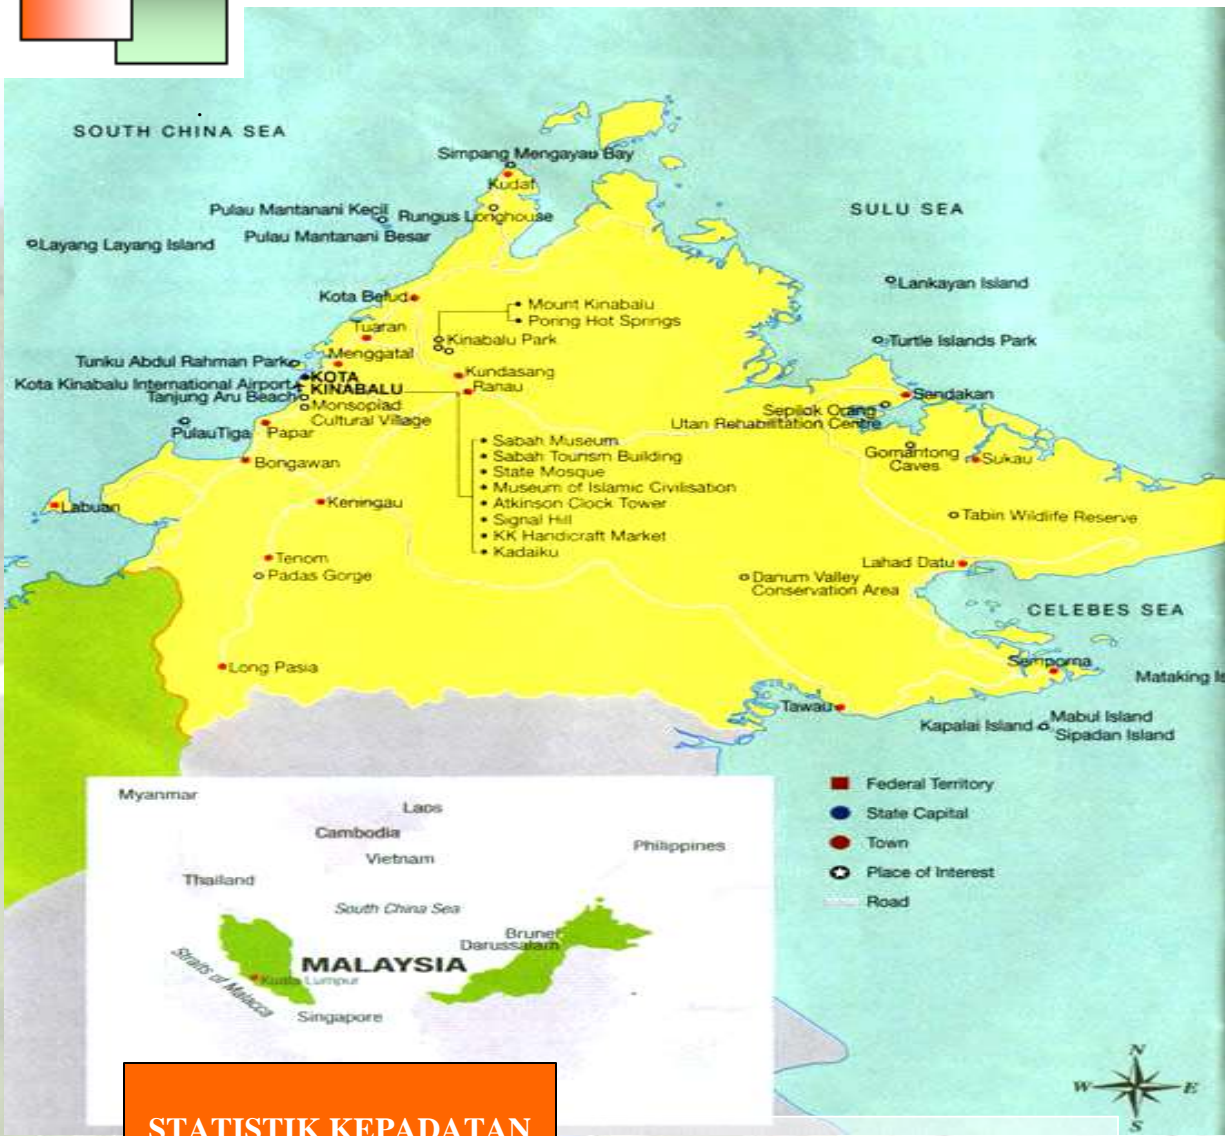 SOUTH CHINA SEA
Simpang Mengayau Bay
Kudat
Pulau Mantanani Kecil
Rungus Longhouse
SULU SEA
Layang Layang Island
Pulau Mantanani Besar
Lankayan Island
Kota Belud
Mount Kinabalu
Poring Hot Springs
Tuaran
Kinabalu Park
Turtle Islands Park
Menggatal
Tunku Abdul Rahman Park
KOTA
KINABALU
Kundasang
Kota Kinabalu International Airport
Ranau
Tanjung Aru Beach
Sandakan
Monsopiad
Cultural Village
Sepilok Orang
Utan Rehabilitation Centre
PulauTiga
Papar
Sabah Museum
Sabah Tourism Building
State Mosque
Museum of Islamic Civilisation
Atkinson Clock Tower
Signal Hill
KK Handicraft Market
Kadaiku
Gomantong
Caves
Sukau
Bongawan
Labuan
Keningau
Tabin Wildlife Reserve
Tenom
Padas Gorge
Lahad Datu
Danum Valley
Conservation Area
CELEBES SEA
Long Pasia
Semporna
Mataking Is
Tawau
Kapalai Island
Mabul Island
Sipadan Island
Federal Territory
State Capital
Town
Place of Interest
Road
Myanmar
Laos
Cambodia
Vietnam
Philippines
Thailand
South China Sea
Brunei
Darussalam
MALAYSIA
Straits of Malacca
Kuala Lumpur
Singapore
N
W
E
S
STATISTIK KEPADATAN